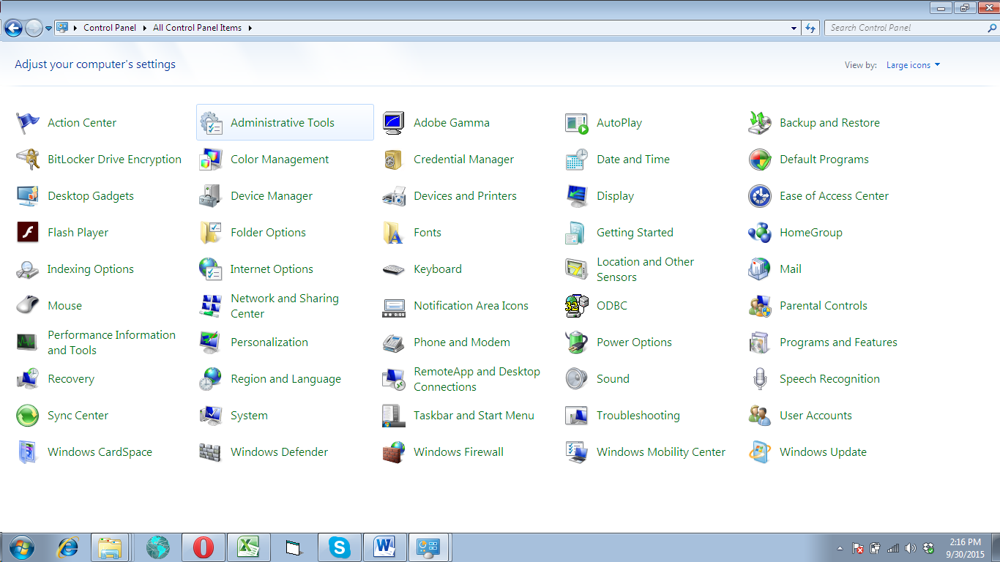 Control Panel All Control Panel Items Search Control Panel
Adjust your computer's settings View by: Large icons
Action Center Administrative Tools Adobe Gamma AutoPlay Backup and Restore
BitLocker Drive Encryption Color Management Credential Manager Date and Time Default Programs
Desktop Gadgets Device Manager Devices and Printers Display Ease of Access Center
Flash Player Folder Options Fonts Getting Started HomeGroup
Indexing Options Internet Options Keyboard Location and Other Sensors Mail
Mouse Network and Sharing Center Notification Area Icons 32 ODBC Parental Controls
Performance Information and Tools Personalization Phone and Modem Power Options Programs and Features
Recovery Region and Language RemoteApp and Desktop Connections Sound Speech Recognition
Sync Center System Taskbar and Start Menu Troubleshooting User Accounts
Windows CardSpace Windows Defender Windows Firewall Windows Mobility Center Windows Update
2:16 PM
9/30/2015